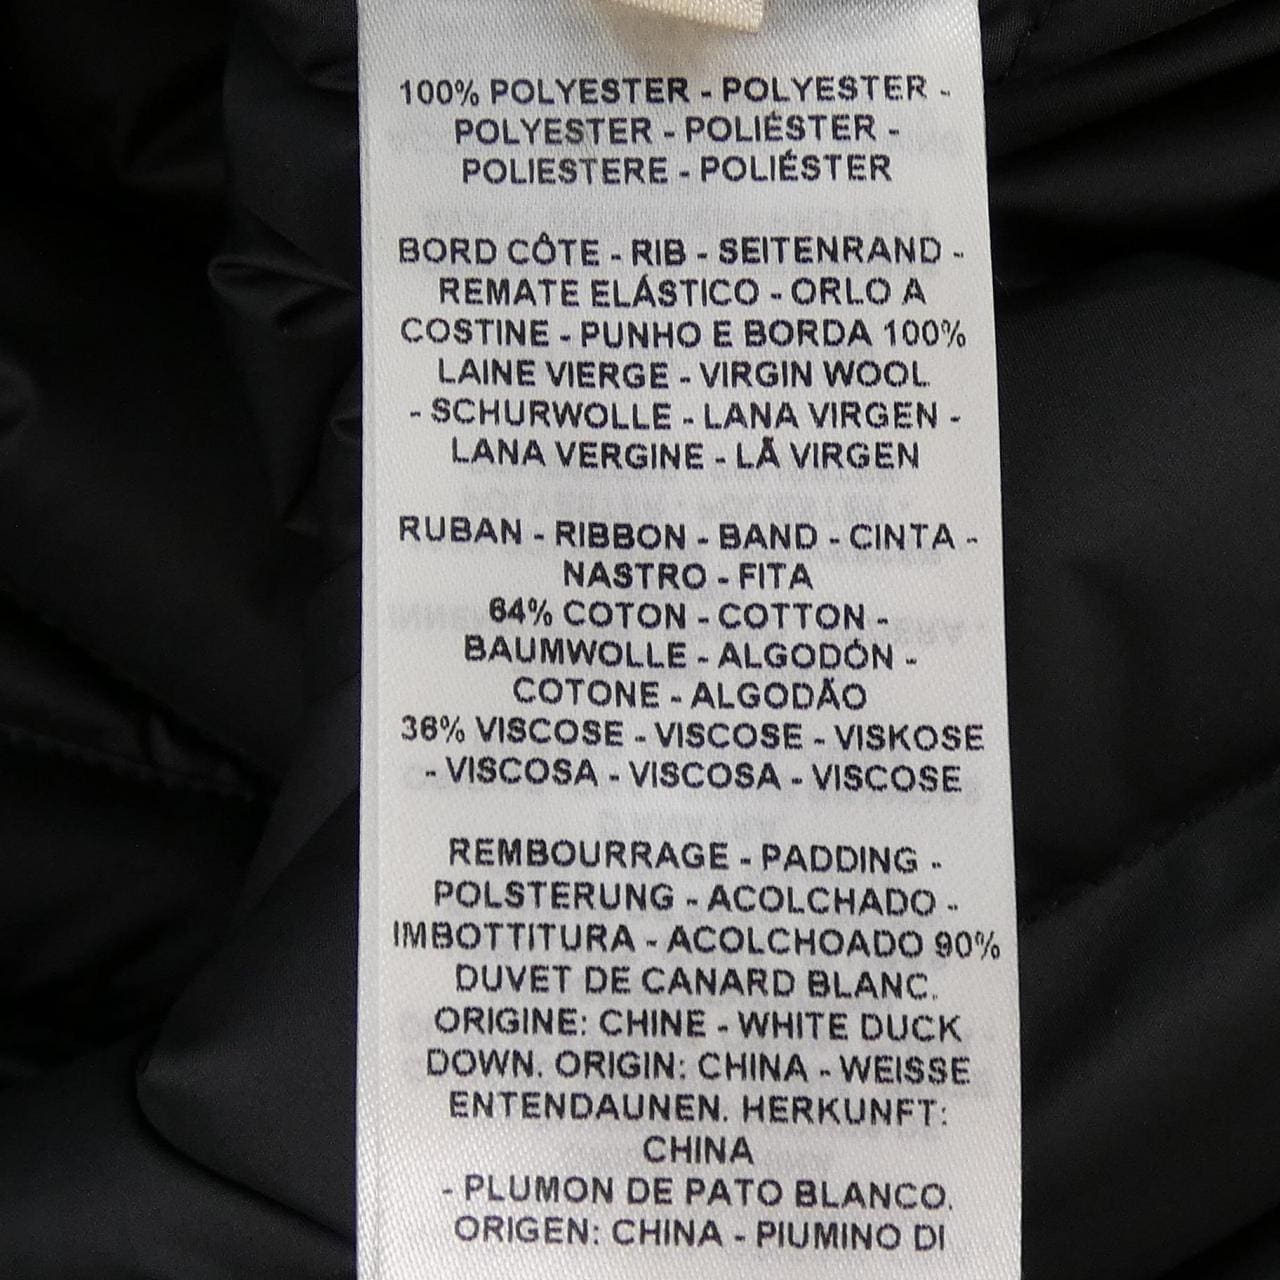 100% POLYESTER - POLYESTER -
POLYESTER - POLIÉSTER -
POLIESTERE - POLIÉSTER
BORD CÔTE - RIB - SEITENRAND -
REMATE ELÁSTICO - ORLO A
COSTINE - PUNHO E BORDA 100%
LAINE VIERGE - VIRGIN WOOL
- SCHURWOLLE - LANA VIRGEN -
LANA VERGINE - LÃ VIRGEN
RUBAN - RIBBON - BAND - CINTA -
NASTRO - FITA
64% COTON - COTTON -
BAUMWOLLE - ALGODÓN -
COTONE - ALGODÃO
36% VISCOSE - VISCOSE - VISKOSE
- VISCOSA - VISCOSA - VISCOSE
REMBOURRAGE - PADDING -
POLSTERUNG - ACOLCHADO -
IMBOTTITURA - ACOLCHOADO 90%
DUVET DE CANARD BLANC.
ORIGINE: CHINE - WHITE DUCK
DOWN. ORIGIN: CHINA - WEISSE
ENTENDAUNEN. HERKUNFT:
CHINA
- PLUMON DE PATO BLANCO.
ORIGEN: CHINA - PIUMINO DI